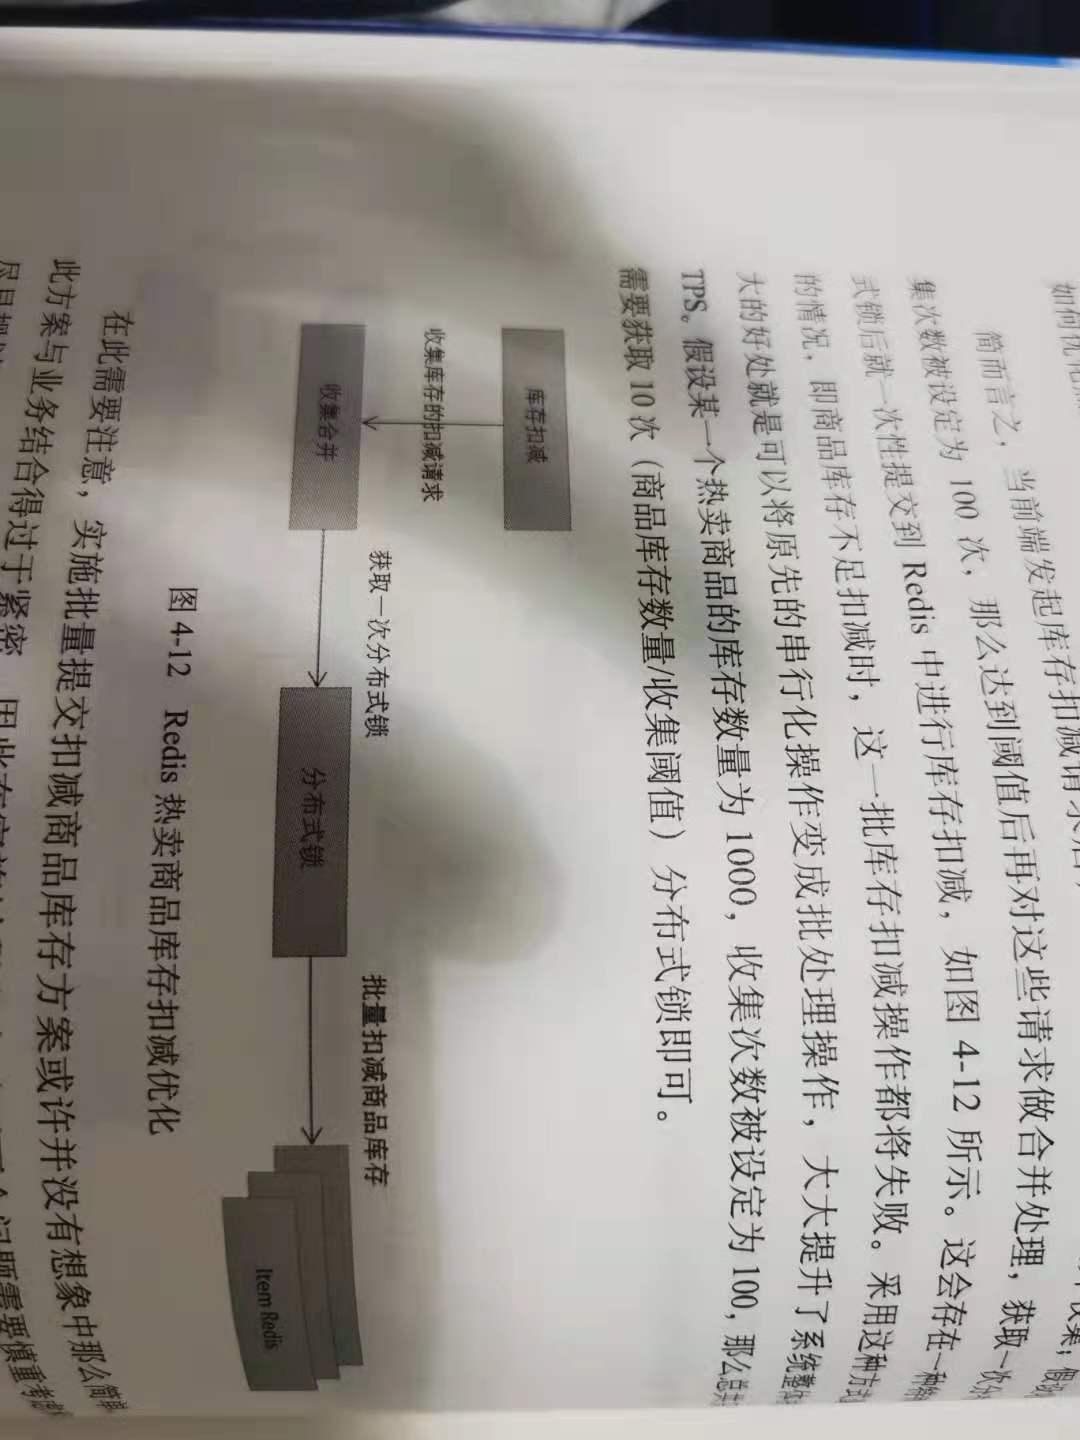 如何优化
简而言之，当前端发起库存扣减请求后，收集；假设
集次数被设定为 100 次，那么达到阈值后再对这些请求做合并处理，获取一次分
式锁后就一次性提交到 Redis 中进行库存扣减，如图 4-12 所示。这会存在一种特
的情况，即商品库存不足扣减时，这一批库存扣减操作都将失败。采用这种方式
大的好处就是可以将原先的串行化操作变成批处理操作，大大提升了系统整体
TPS。假设某一个热卖商品的库存数量为 1000，收集次数被设定为 100，那么总共
需要获取 10 次（商品库存数量/收集阈值）分布式锁即可。
库存扣减
收集库存的扣减请求
获取一次分布式锁
批量扣减商品库存
收集合并
分布式锁
Item Redis
图 4-12 Redis 热卖商品库存扣减优化
在此需要注意，实施批量提交扣减商品库存方案或许并没有想象中那么简单
此方案与业务结合得过于紧密，因此在实施
问题需要慎重考虑